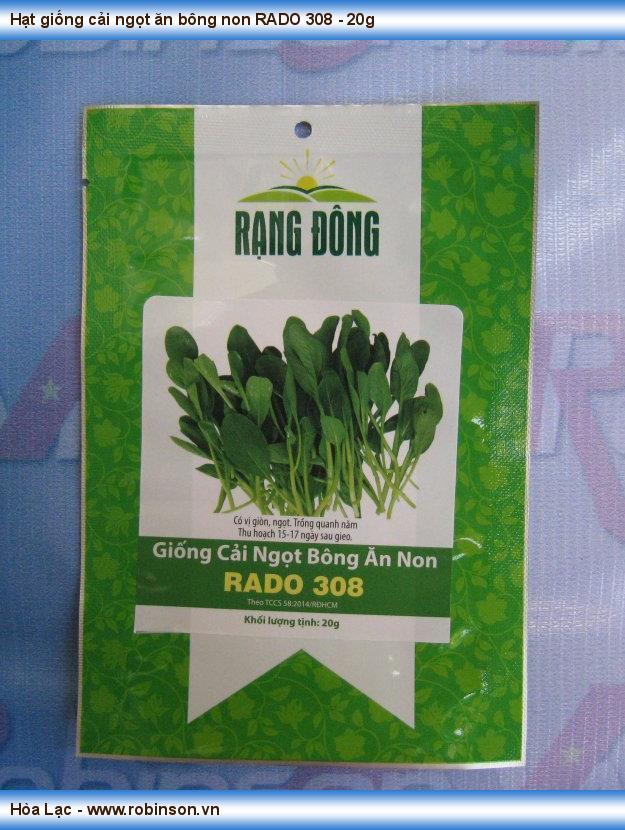 Hạt giống cải ngọt ăn bông non RADO 308 - 20g
RẠNG ĐÔNG
Có vị giòn, ngọt. Trồng quanh năm
Thu hoạch 15-17 ngày sau gieo.
Giống Cải Ngọt Bông Ăn Non
RADO 308
Theo TCCS 58:2014/RĐHCM
Khối lượng tịnh: 20g
Hòa Lạc - www.robinson.vn